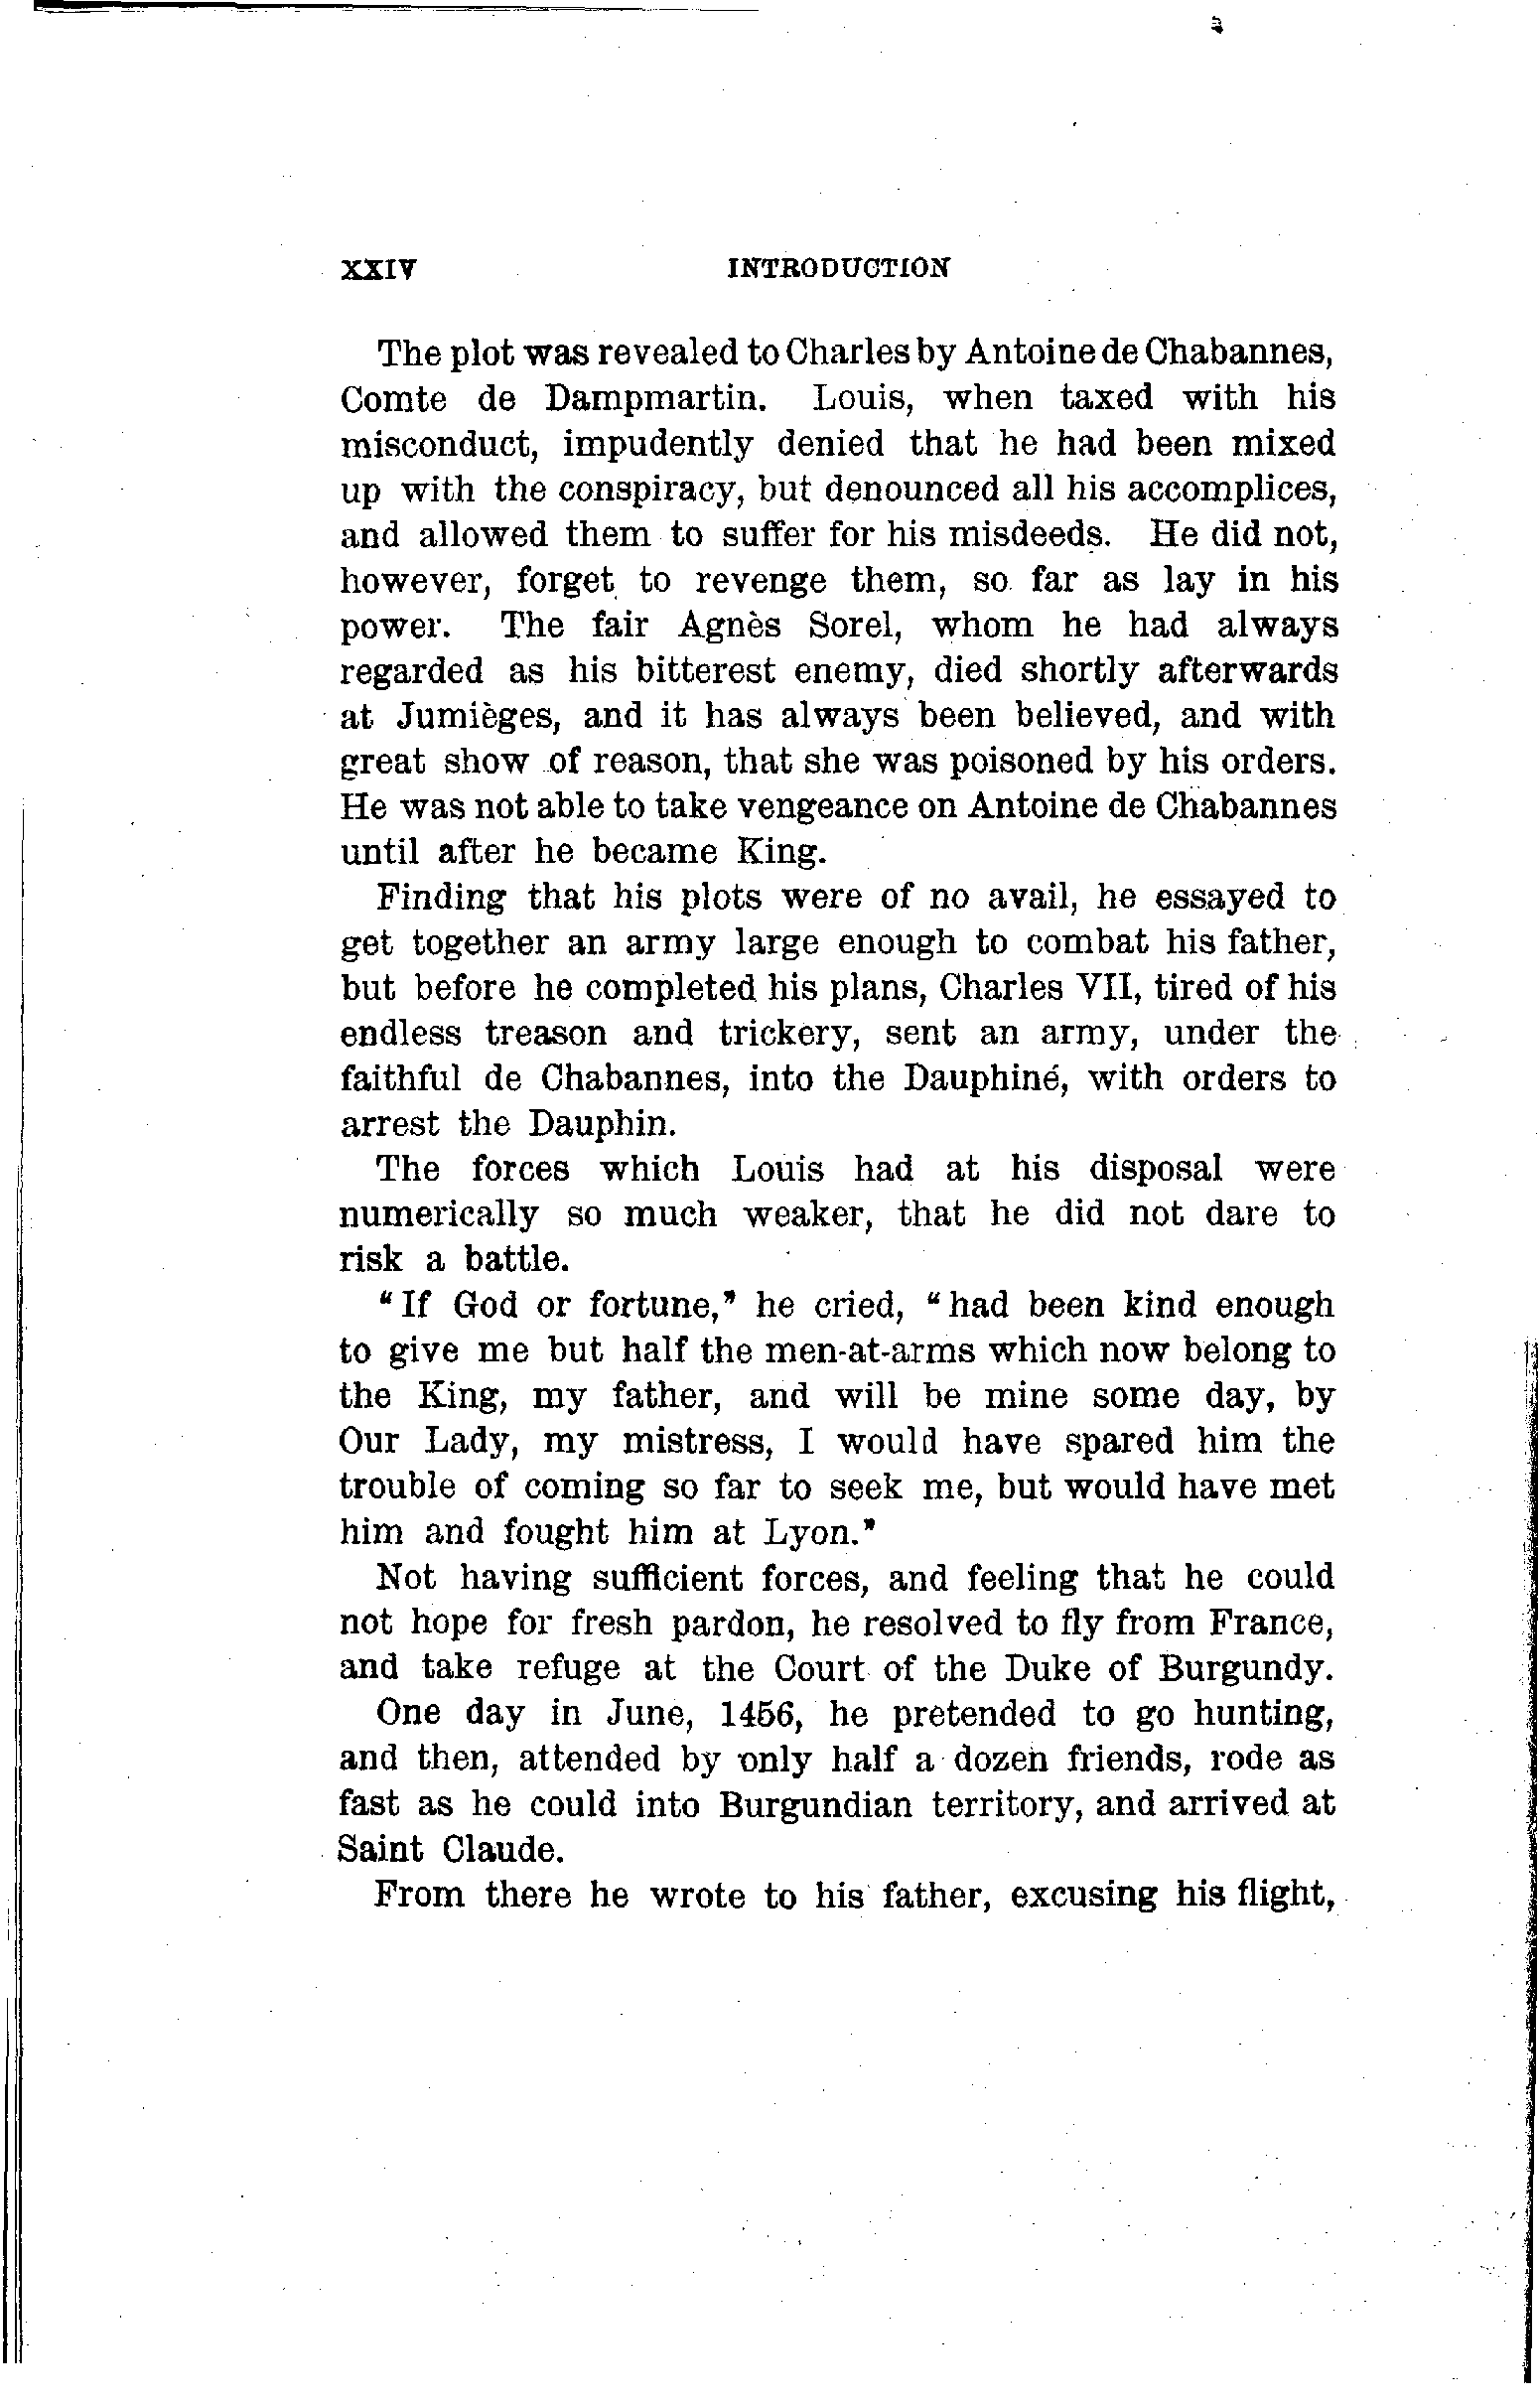 XXIV INTRODUCTION
The plot was revealed to Charles by Antoine de Chabannes,
Comte de Dampmartin. Louis, when taxed with his
misconduct, impudently denied that he had been mixed
up with the conspiracy, but denounced all his accomplices,
and allowed them to suffer for his misdeeds. He did not,
however, forget to revenge them, so far as lay in his
power. The fair Agnès Sorel, whom he had always
regarded as his bitterest enemy, died shortly afterwards
at Jumièges, and it has always been believed, and with
great show of reason, that she was poisoned by his orders.
He was not able to take vengeance on Antoine de Chabannes
until after he became King.
Finding that his plots were of no avail, he essayed to
get together an army large enough to combat his father,
but before he completed his plans, Charles VII, tired of his
endless treason and trickery, sent an army, under the
faithful de Chabannes, into the Dauphiné, with orders to
arrest the Dauphin.
The forces which Louis had at his disposal were
numerically so much weaker, that he did not dare to
risk a battle.
“If God or fortune,” he cried, “had been kind enough
to give me but half the men-at-arms which now belong to
the King, my father, and will be mine some day, by
Our Lady, my mistress, I would have spared him the
trouble of coming so far to seek me, but would have met
him and fought him at Lyon.”
Not having sufficient forces, and feeling that he could
not hope for fresh pardon, he resolved to fly from France,
and take refuge at the Court of the Duke of Burgundy.
One day in June, 1456, he pretended to go hunting,
and then, attended by only half a dozen friends, rode as
fast as he could into Burgundian territory, and arrived at
Saint Claude.
From there he wrote to his father, excusing his flight,